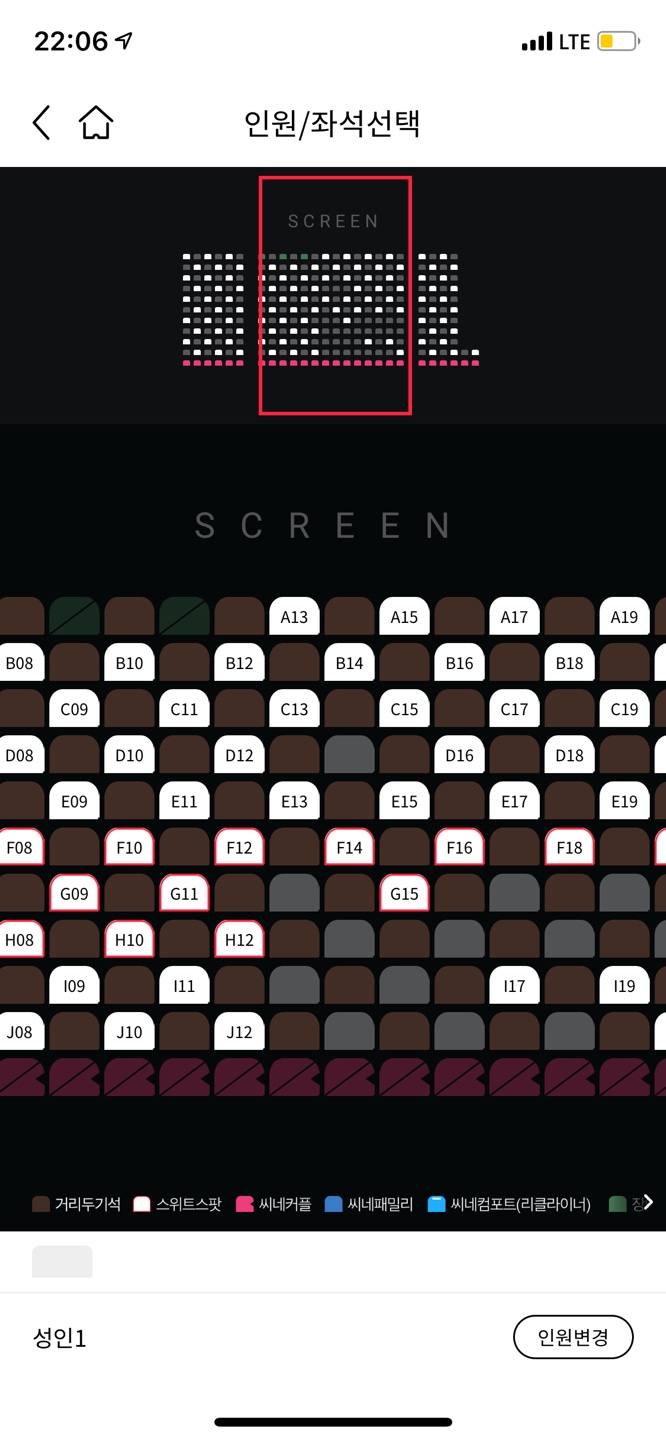 22:06 LTE
인원/좌석선택
SCREEN
SCREEN
A13 A15 A17 A19
B08 B10 B12 B14 B16 B18
C09 C11 C13 C15 C17 C19
D08 D10 D12 D16 D18
E09 E11 E13 E15 E17 E19
F08 F10 F12 F14 F16 F18
G09 G11 G15
H08 H10 H12
I09 I11 I17 I19
J08 J10 J12
거리두기석 스위트스팟 씨네커플 씨네패밀리 씨네컴포트(리클라이너) 장
성인1 인원변경